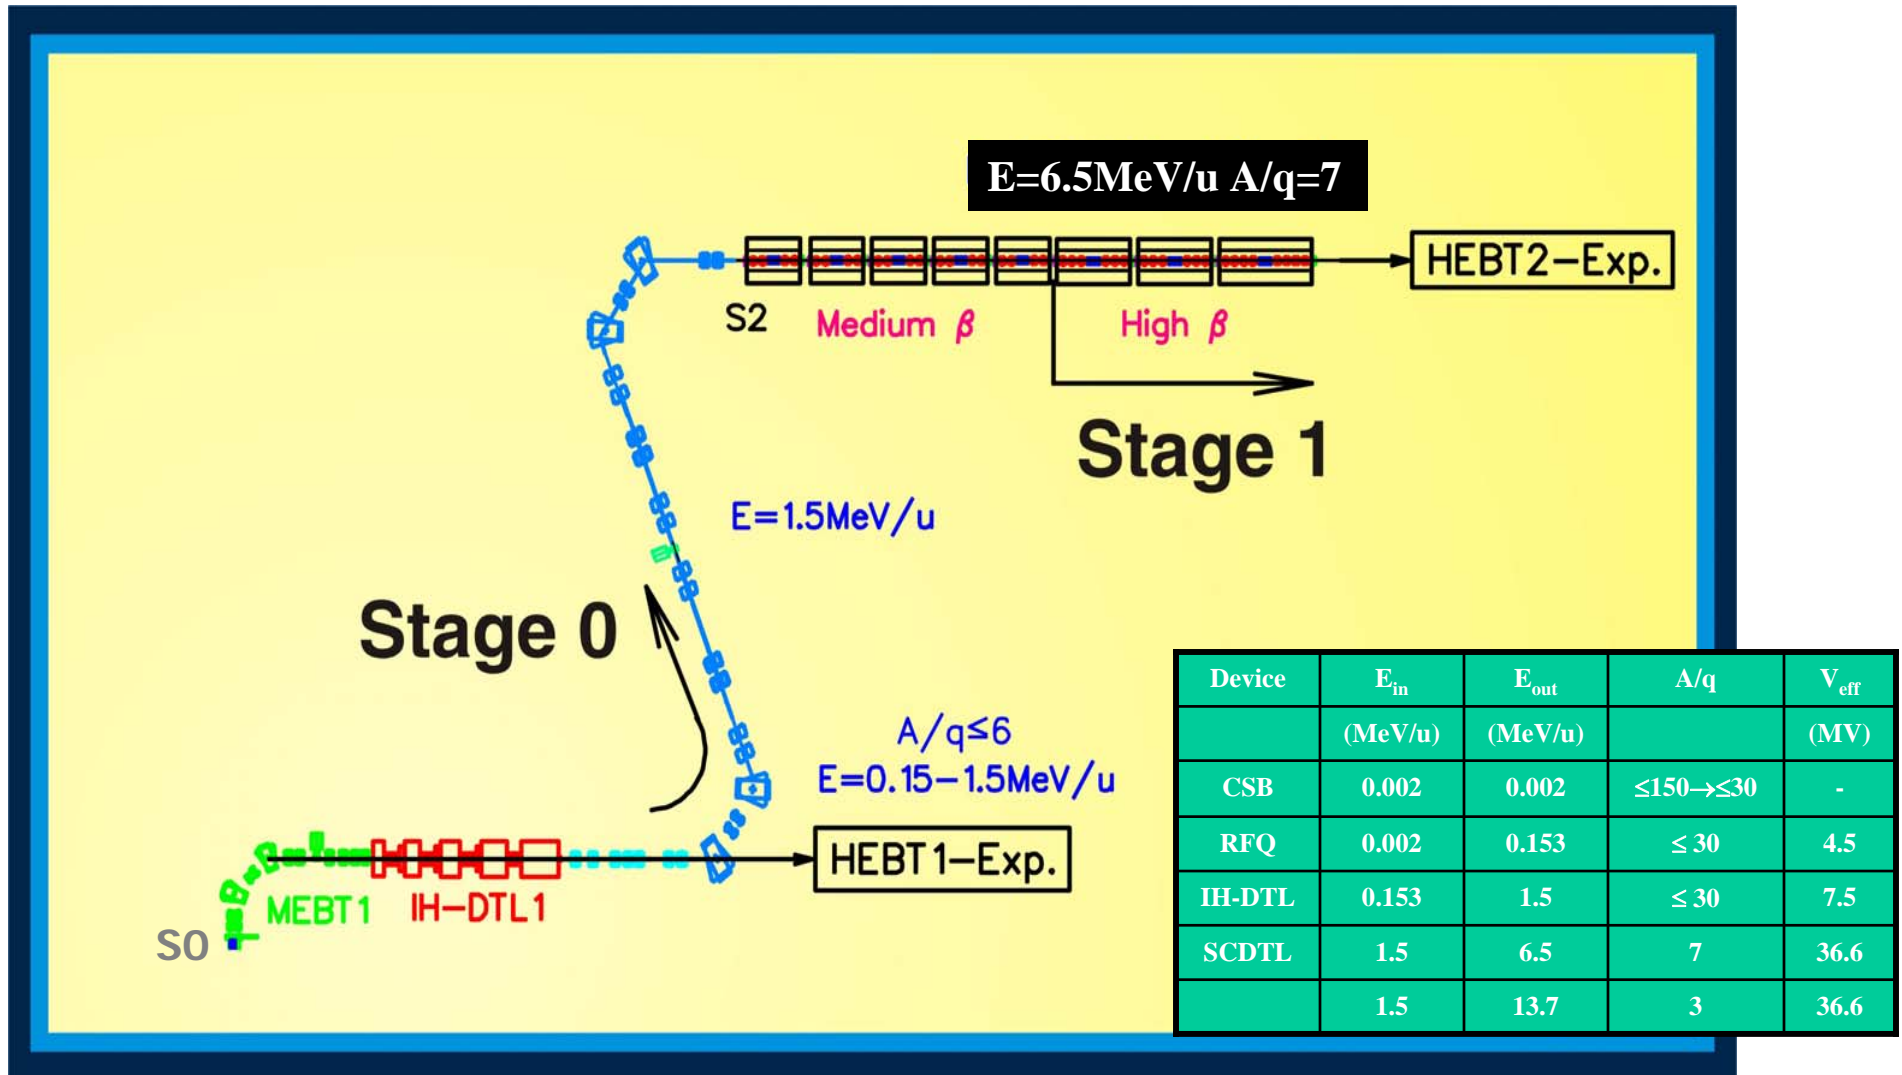 E=6.5MeV/u A/q=7
HEBT2-Exp.
S2
Medium β
High β
Stage 1
E=1.5MeV/u
Stage 0
A/q≤6
E=0.15-1.5MeV/u
HEBT1-Exp.
MEBT1
IH-DTL1
S0
Device E_in E_out A/q V_eff
(MeV/u) (MeV/u) (MV)
CSB 0.002 0.002 ≤150→≤30 -
RFQ 0.002 0.153 ≤ 30 4.5
IH-DTL 0.153 1.5 ≤ 30 7.5
SCDTL 1.5 6.5 7 36.6
1.5 13.7 3 36.6